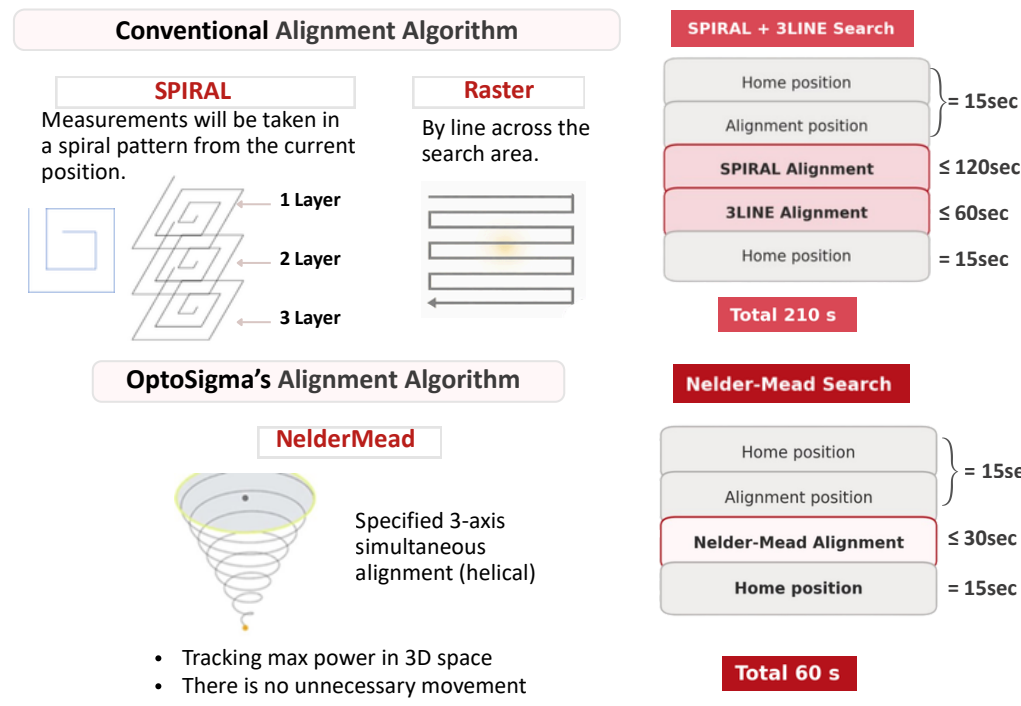 Conventional Alignment Algorithm
SPIRAL
Measurements will be taken in
a spiral pattern from the current
position.
1 Layer
2 Layer
3 Layer
Raster
By line across the
search area.
SPIRAL + 3LINE Search
Home position
Alignment position
= 15sec
SPIRAL Alignment
≤ 120sec
3LINE Alignment
≤ 60sec
Home position
= 15sec
Total 210 s
OptoSigma’s Alignment Algorithm
NelderMead
Specified 3-axis
simultaneous
alignment (helical)
• Tracking max power in 3D space
• There is no unnecessary movement
Nelder-Mead Search
Home position
Alignment position
= 15se
Nelder-Mead Alignment
≤ 30sec
Home position
= 15sec
Total 60 s